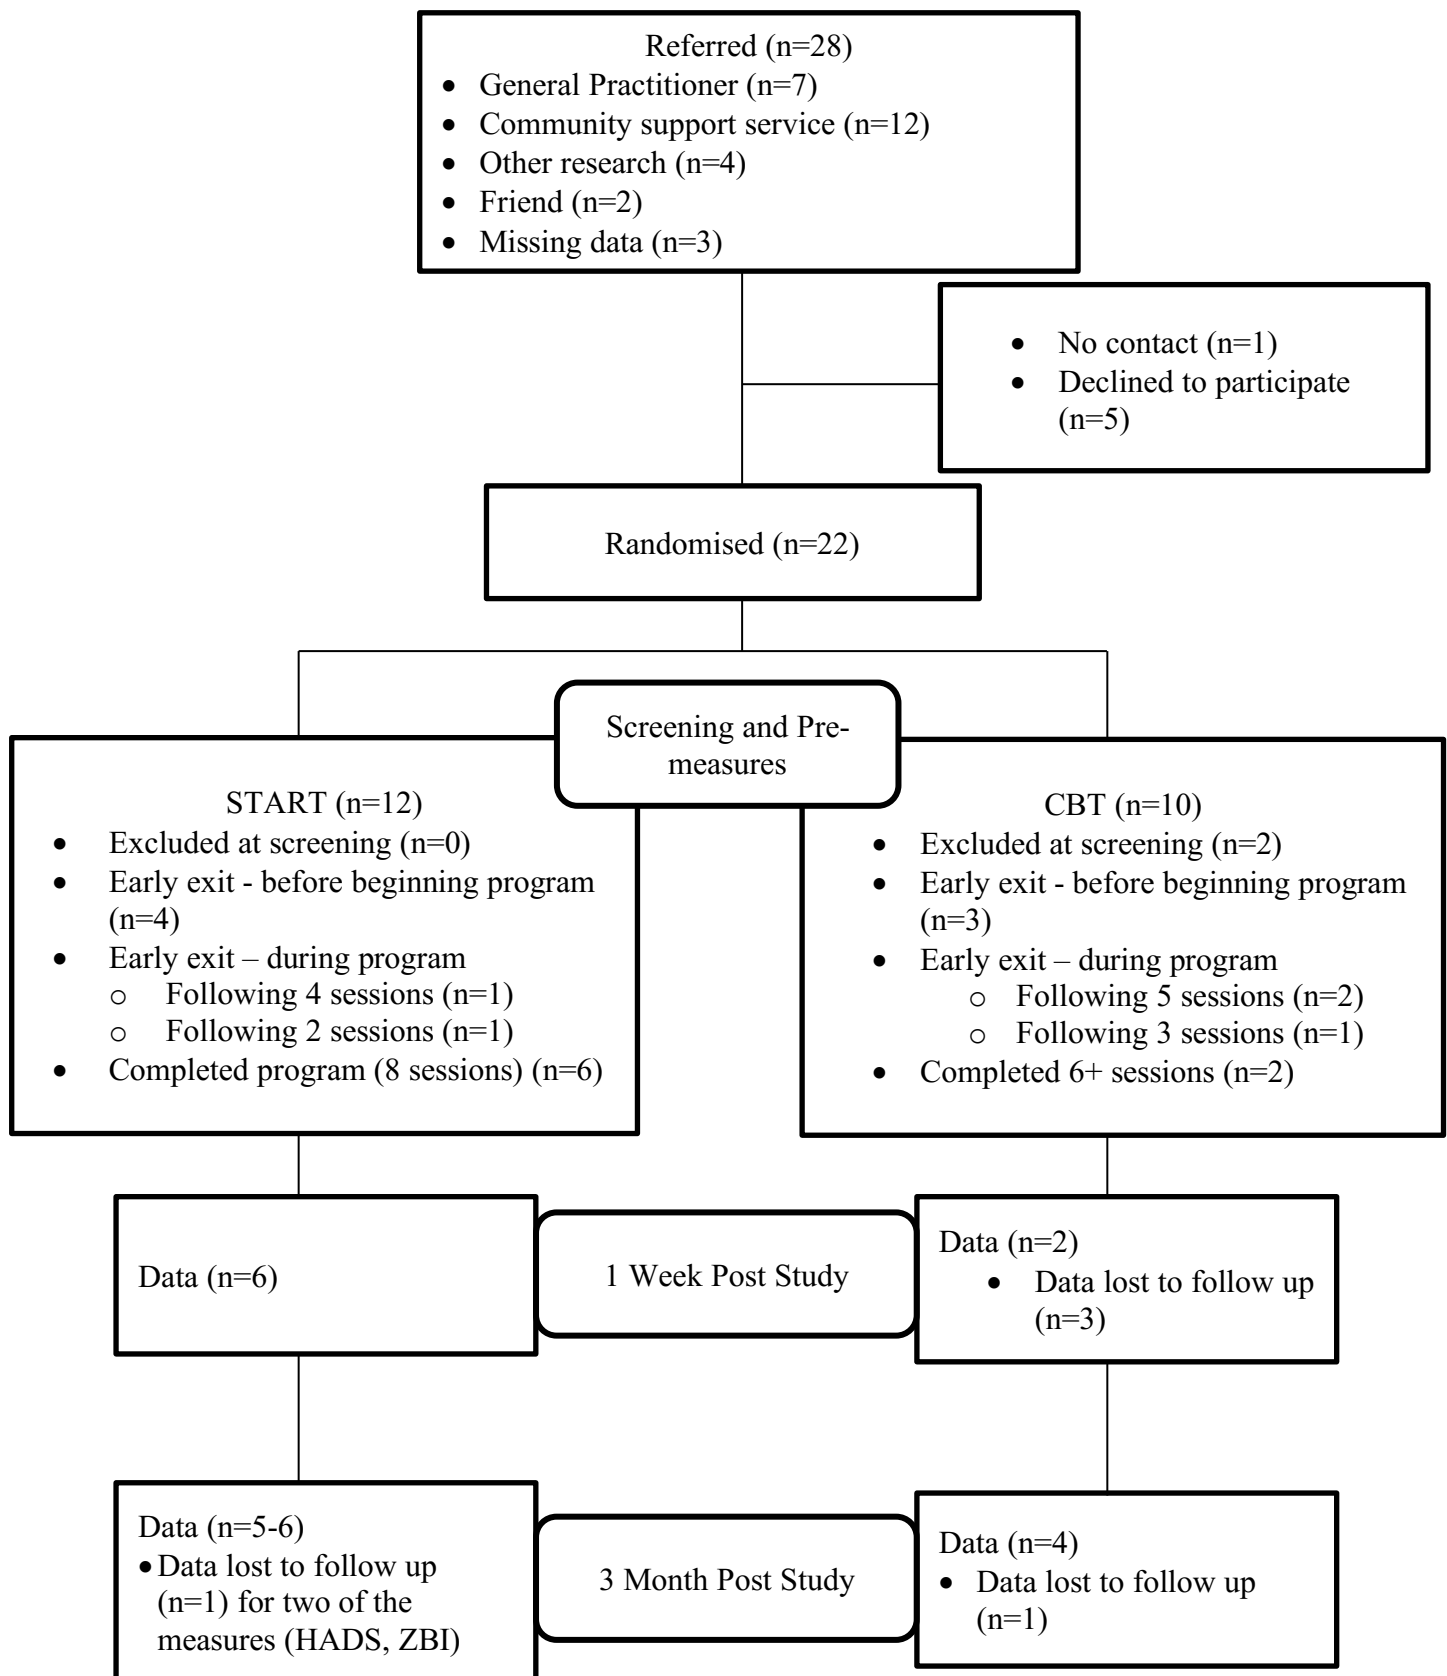 Referred (n=28)
• General Practitioner (n=7)
• Community support service (n=12)
• Other research (n=4)
• Friend (n=2)
• Missing data (n=3)
• No contact (n=1)
• Declined to participate
(n=5)
Randomised (n=22)
Screening and Pre-
measures
START (n=12)
• Excluded at screening (n=0)
• Early exit - before beginning program
(n=4)
• Early exit – during program
o Following 4 sessions (n=1)
o Following 2 sessions (n=1)
• Completed program (8 sessions) (n=6)
CBT (n=10)
• Excluded at screening (n=2)
• Early exit - before beginning program
(n=3)
• Early exit – during program
o Following 5 sessions (n=2)
o Following 3 sessions (n=1)
• Completed 6+ sessions (n=2)
Data (n=6)
1 Week Post Study
Data (n=2)
• Data lost to follow up
(n=3)
Data (n=5-6)
• Data lost to follow up
(n=1) for two of the
measures (HADS, ZBI)
3 Month Post Study
Data (n=4)
• Data lost to follow up
(n=1)